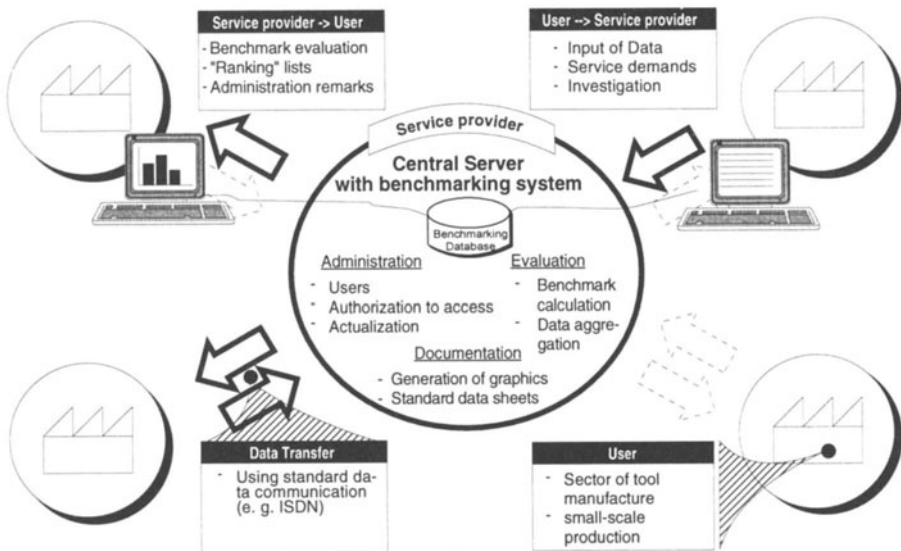 Service provider -> User
- Benchmark evaluation
- "Ranking" lists
- Administration remarks
User --> Service provider
- Input of Data
- Service demands
- Investigation
Service provider
Central Server
with benchmarking system
Benchmarking
Database
Administration
- Users
- Authorization to access
- Actualization
Evaluation
- Benchmark
calculation
- Data aggre-
gation
Documentation
- Generation of graphics
- Standard data sheets
Data Transfer
- Using standard da-
ta communication
(e. g. ISDN)
User
- Sector of tool
manufacture
- small-scale
production